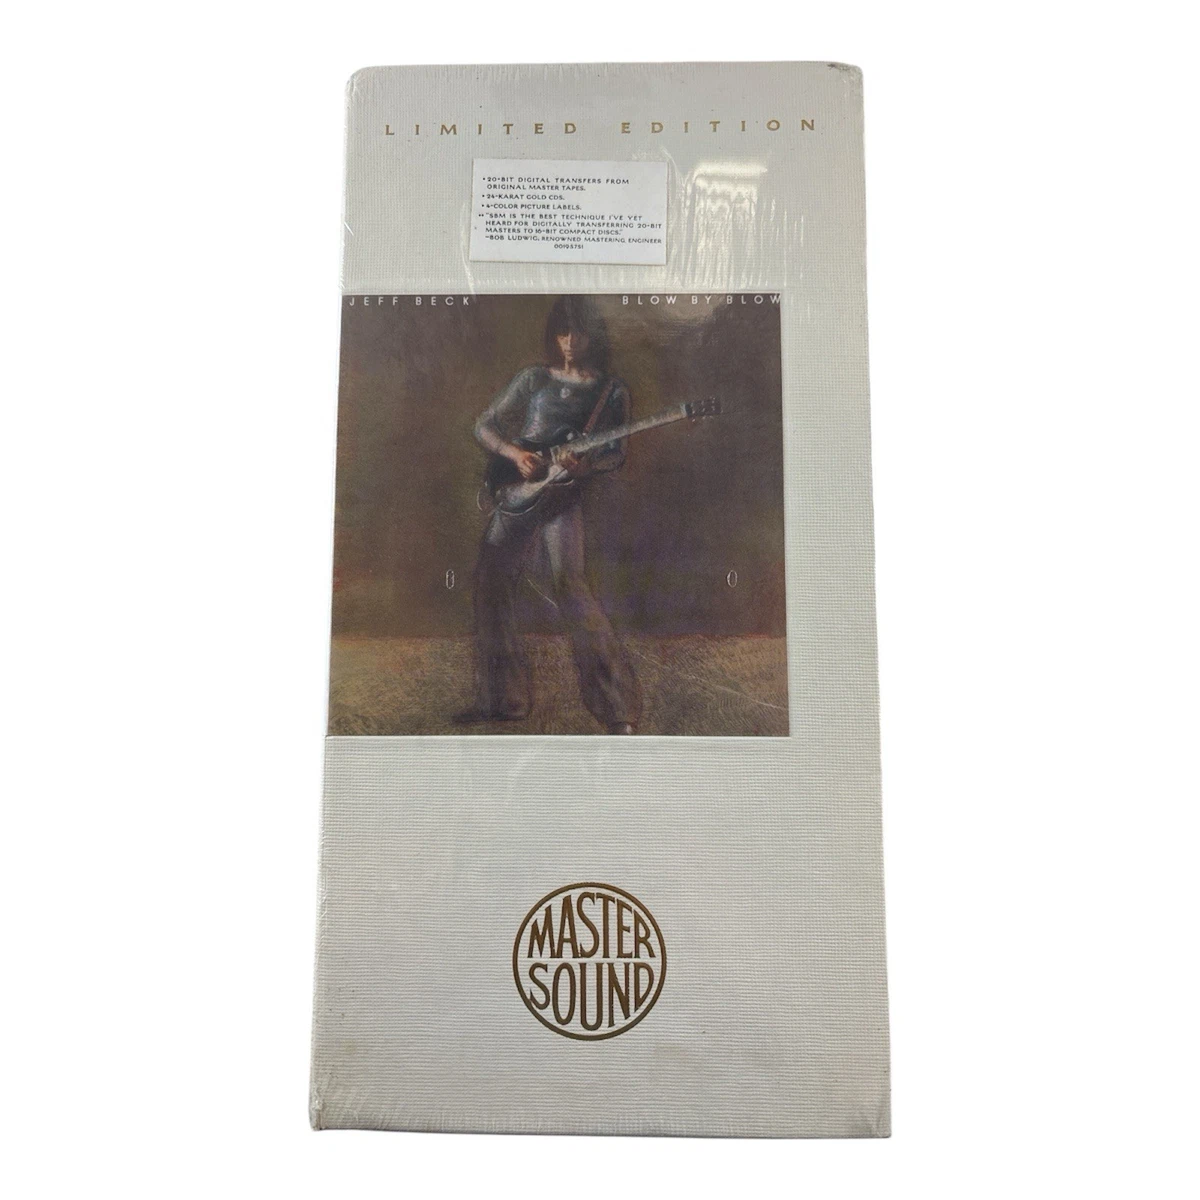 LIMITED EDITION
• 20-BIT DIGITAL TRANSFERS FROM
ORIGINAL MASTER TAPES.
• 24-KARAT GOLD CDS.
• 4-COLOR PICTURE LABELS.
•• "SBM IS THE BEST TECHNIQUE I'VE YET
HEARD FOR DIGITALLY TRANSFERRING 20-BIT
MASTERS TO 16-BIT COMPACT DISCS."
–BOB LUDWIG, RENOWNED MASTERING ENGINEER
00195751
JEFF BECK BLOW BY BLOW
MASTER
SOUND